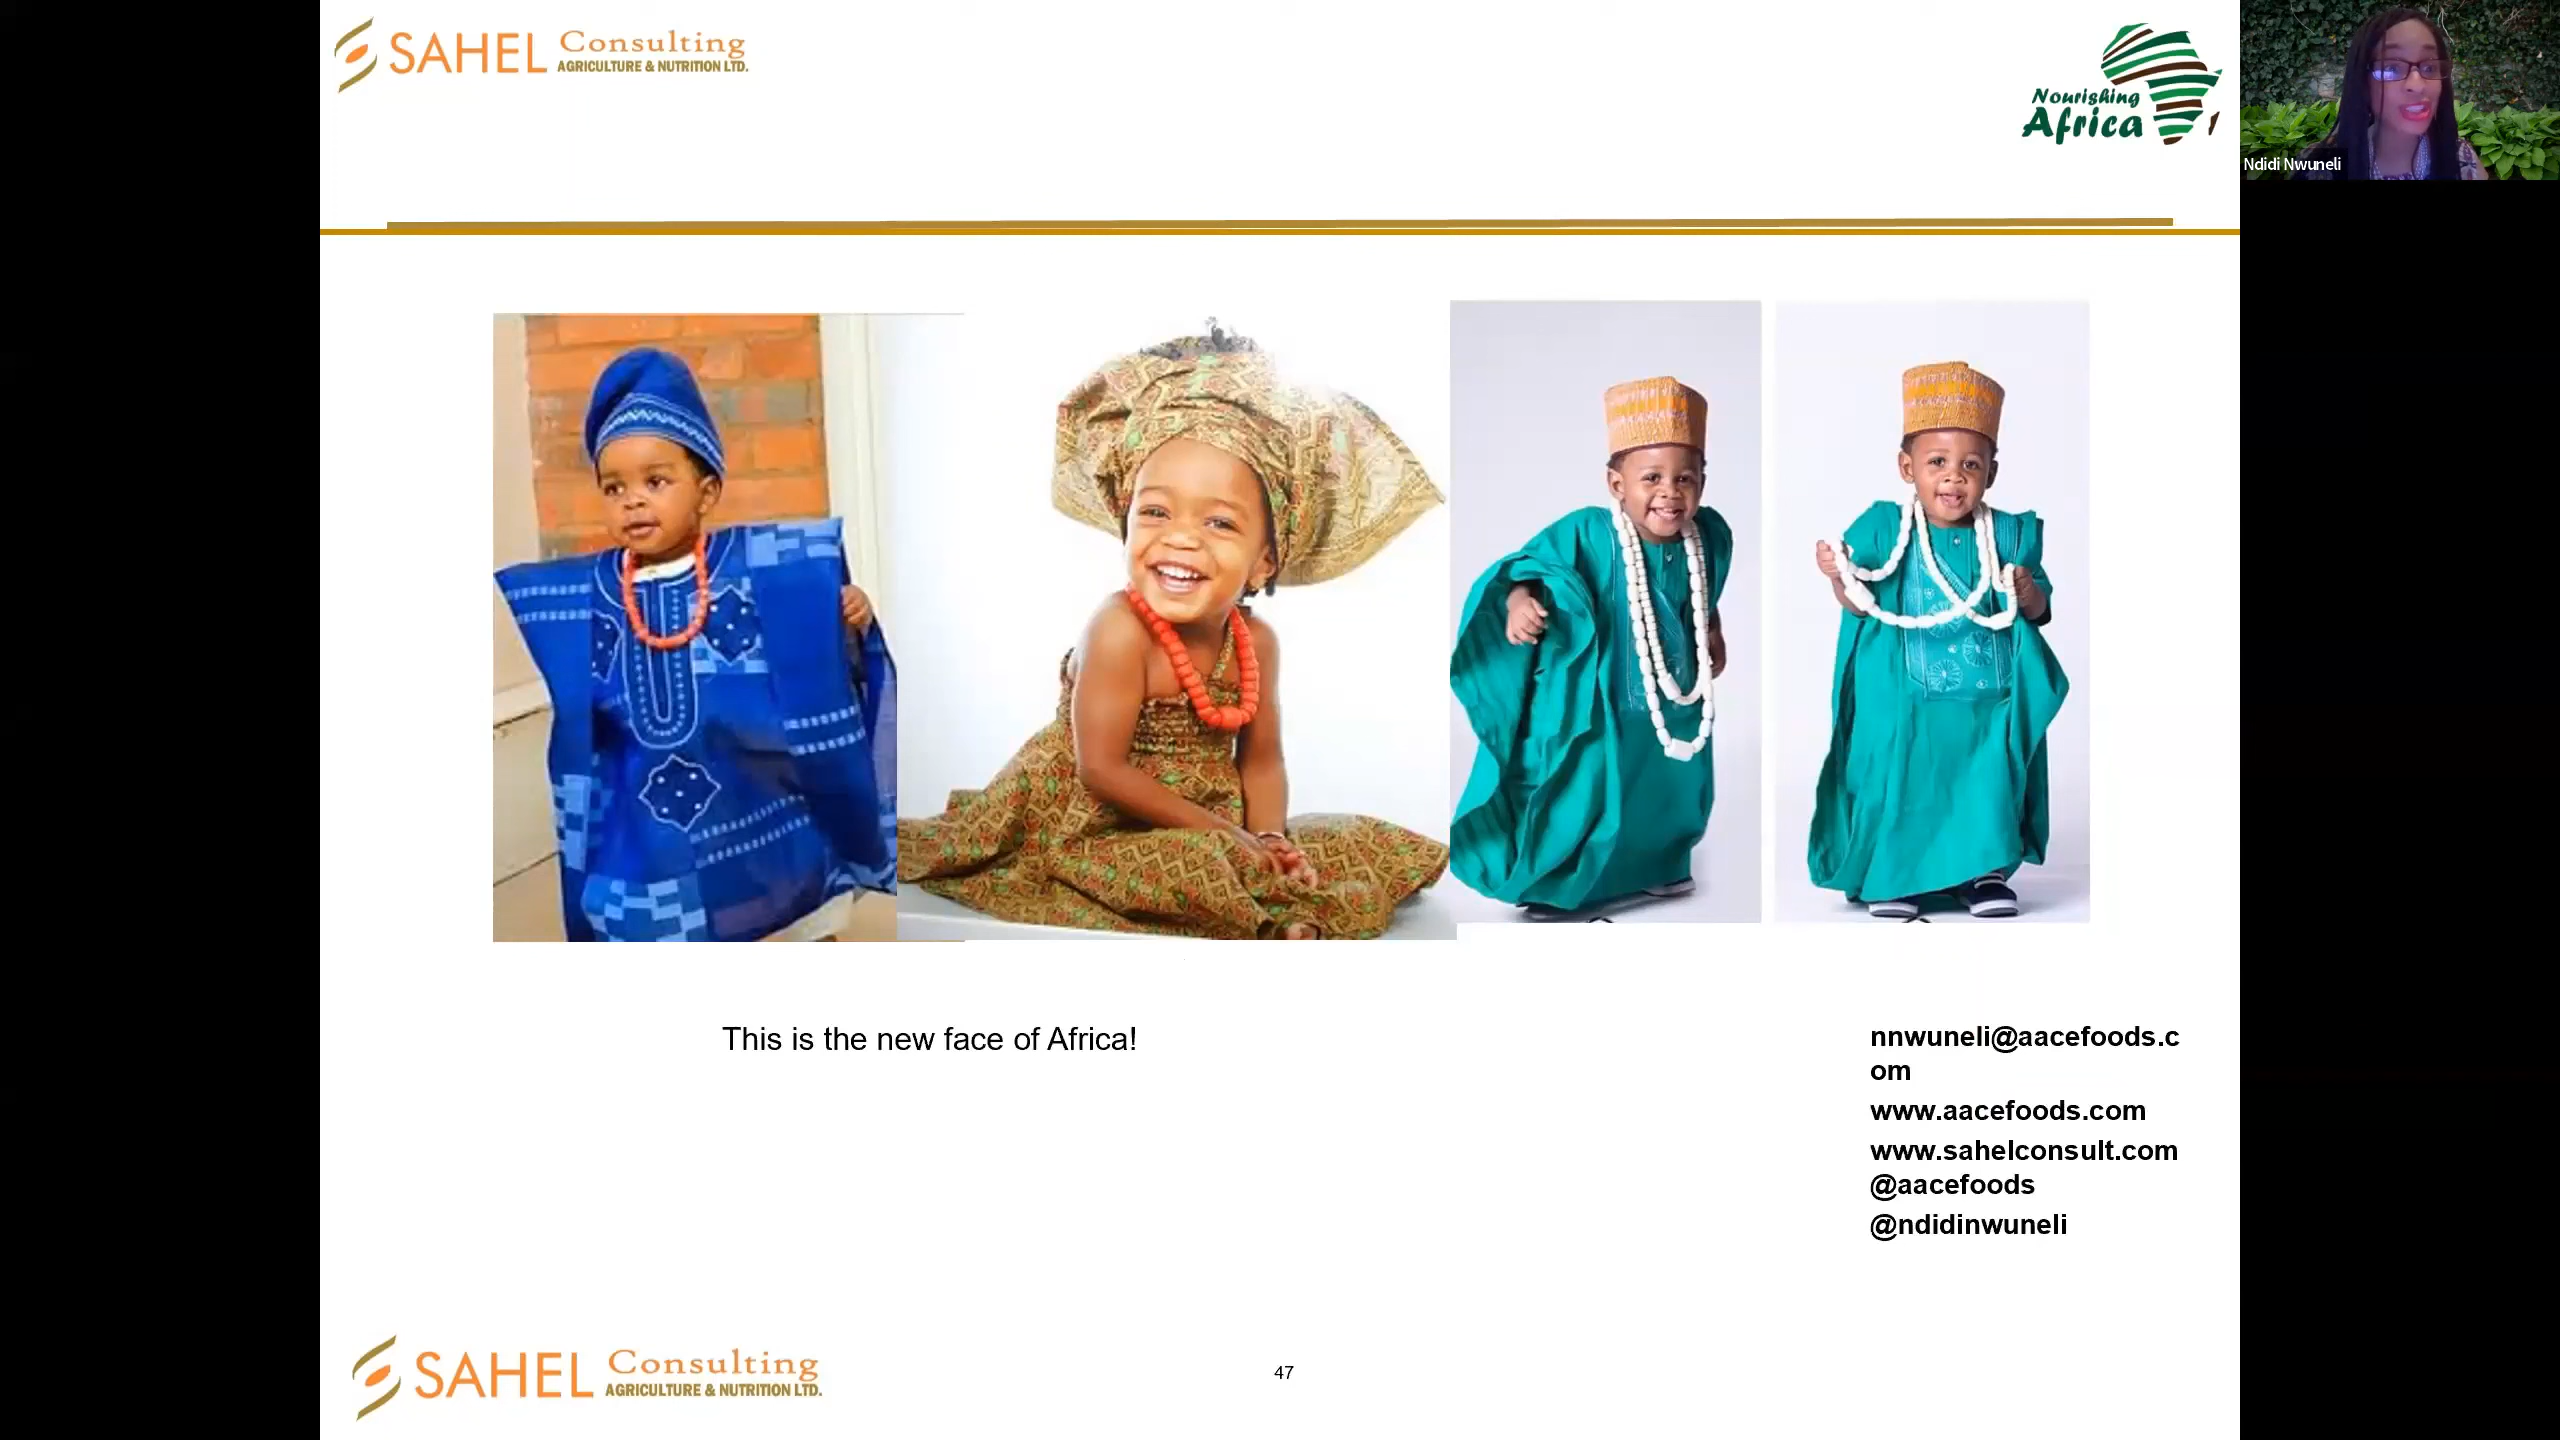 SAHEL Consulting
AGRICULTURE & NUTRITION LTD.
Nourishing
Africa
Ndidi Nwuneli
This is the new face of Africa!
nnwuneli@aacefoods.c
om
www.aacefoods.com
www.sahelconsult.com
@aacefoods
@ndidinwuneli
SAHEL Consulting
AGRICULTURE & NUTRITION LTD.
47